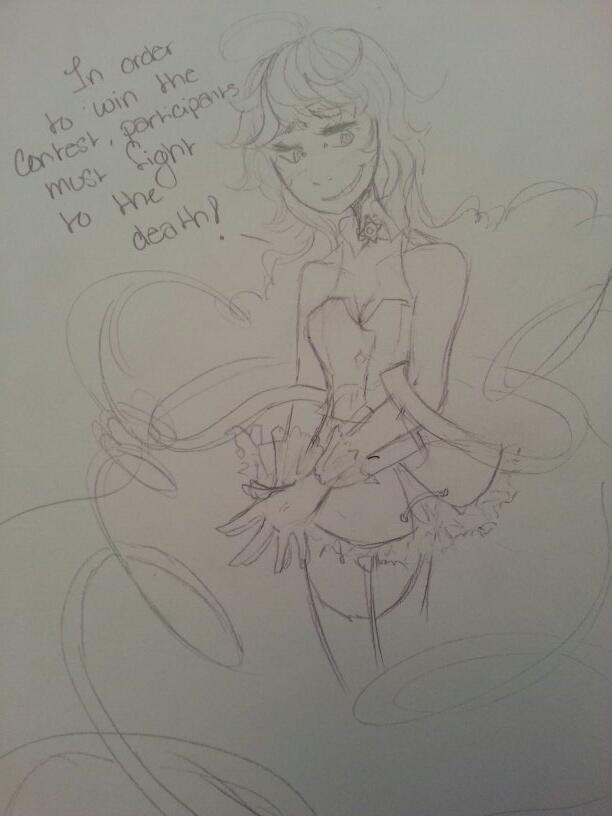 In order
to win the
Contest, participants
must fight
to the
death!